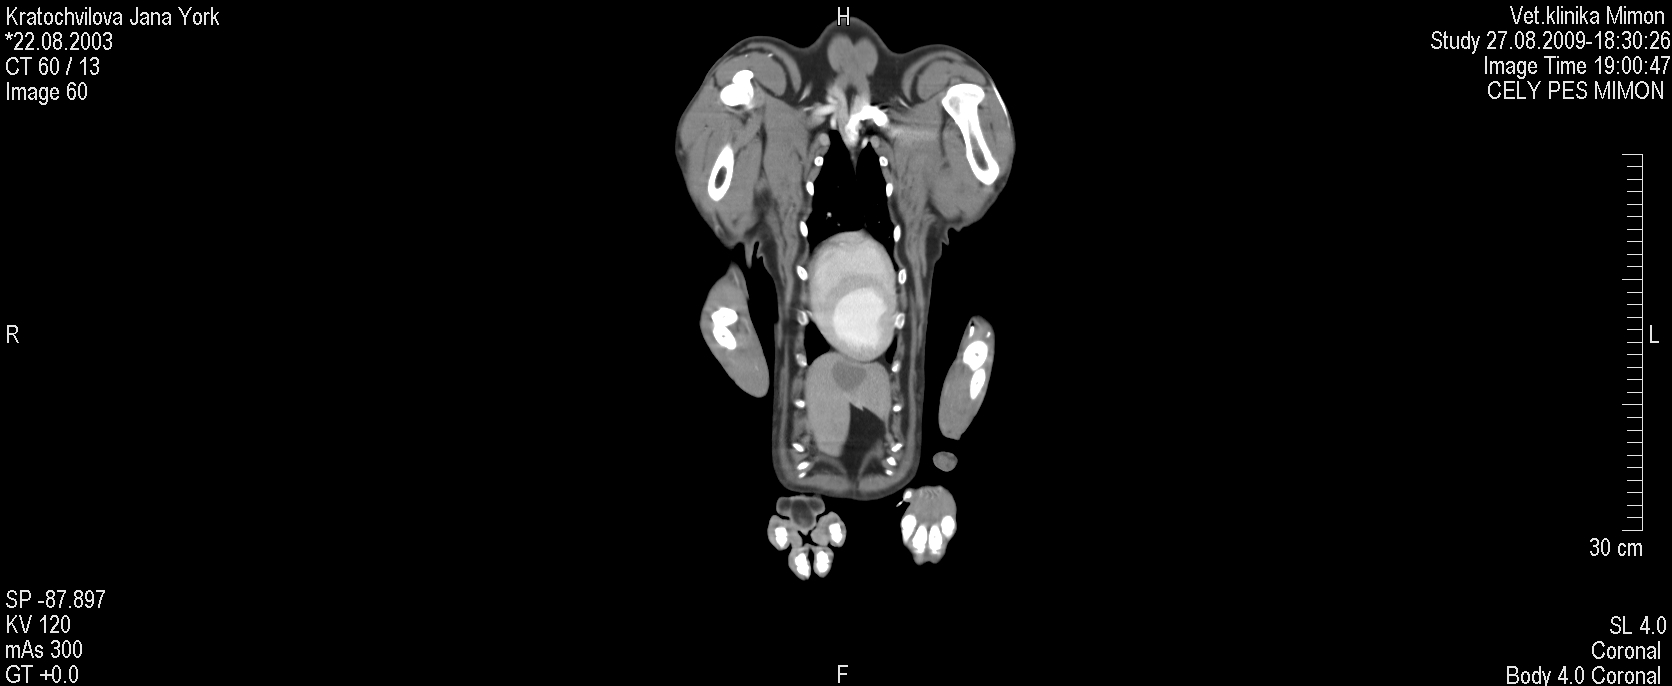 Kratochvilova Jana York
*22.08.2003
CT 60 / 13
Image 60
H
Vet.klinika Mimon
Study 27.08.2009-18:30:26
Image Time 19:00:47
CELY PES MIMON
R
L
30 cm
SP -87.897
KV 120
mAs 300
GT +0.0
F
SL 4.0
Coronal
Body 4.0 Coronal